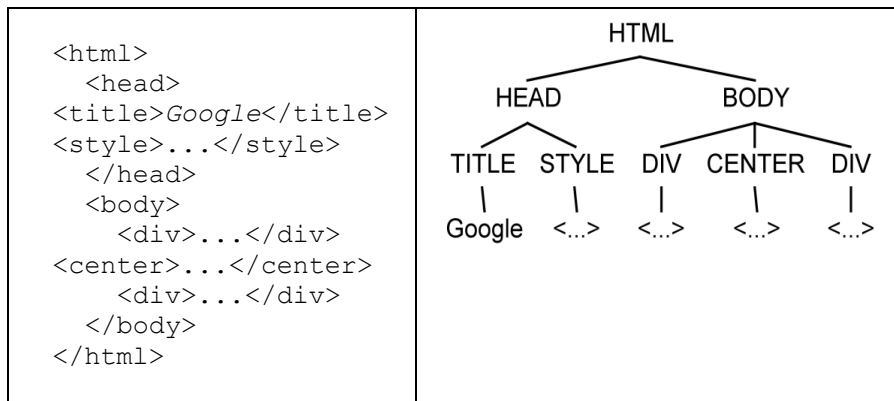 <html>
<head>
<title>Google</title>
<style>...</style>
</head>
<body>
<div>...</div>
<center>...</center>
<div>...</div>
</body>
</html>
HTML
HEAD BODY
TITLE STYLE DIV CENTER DIV
Google <...> <...> <...> <...>